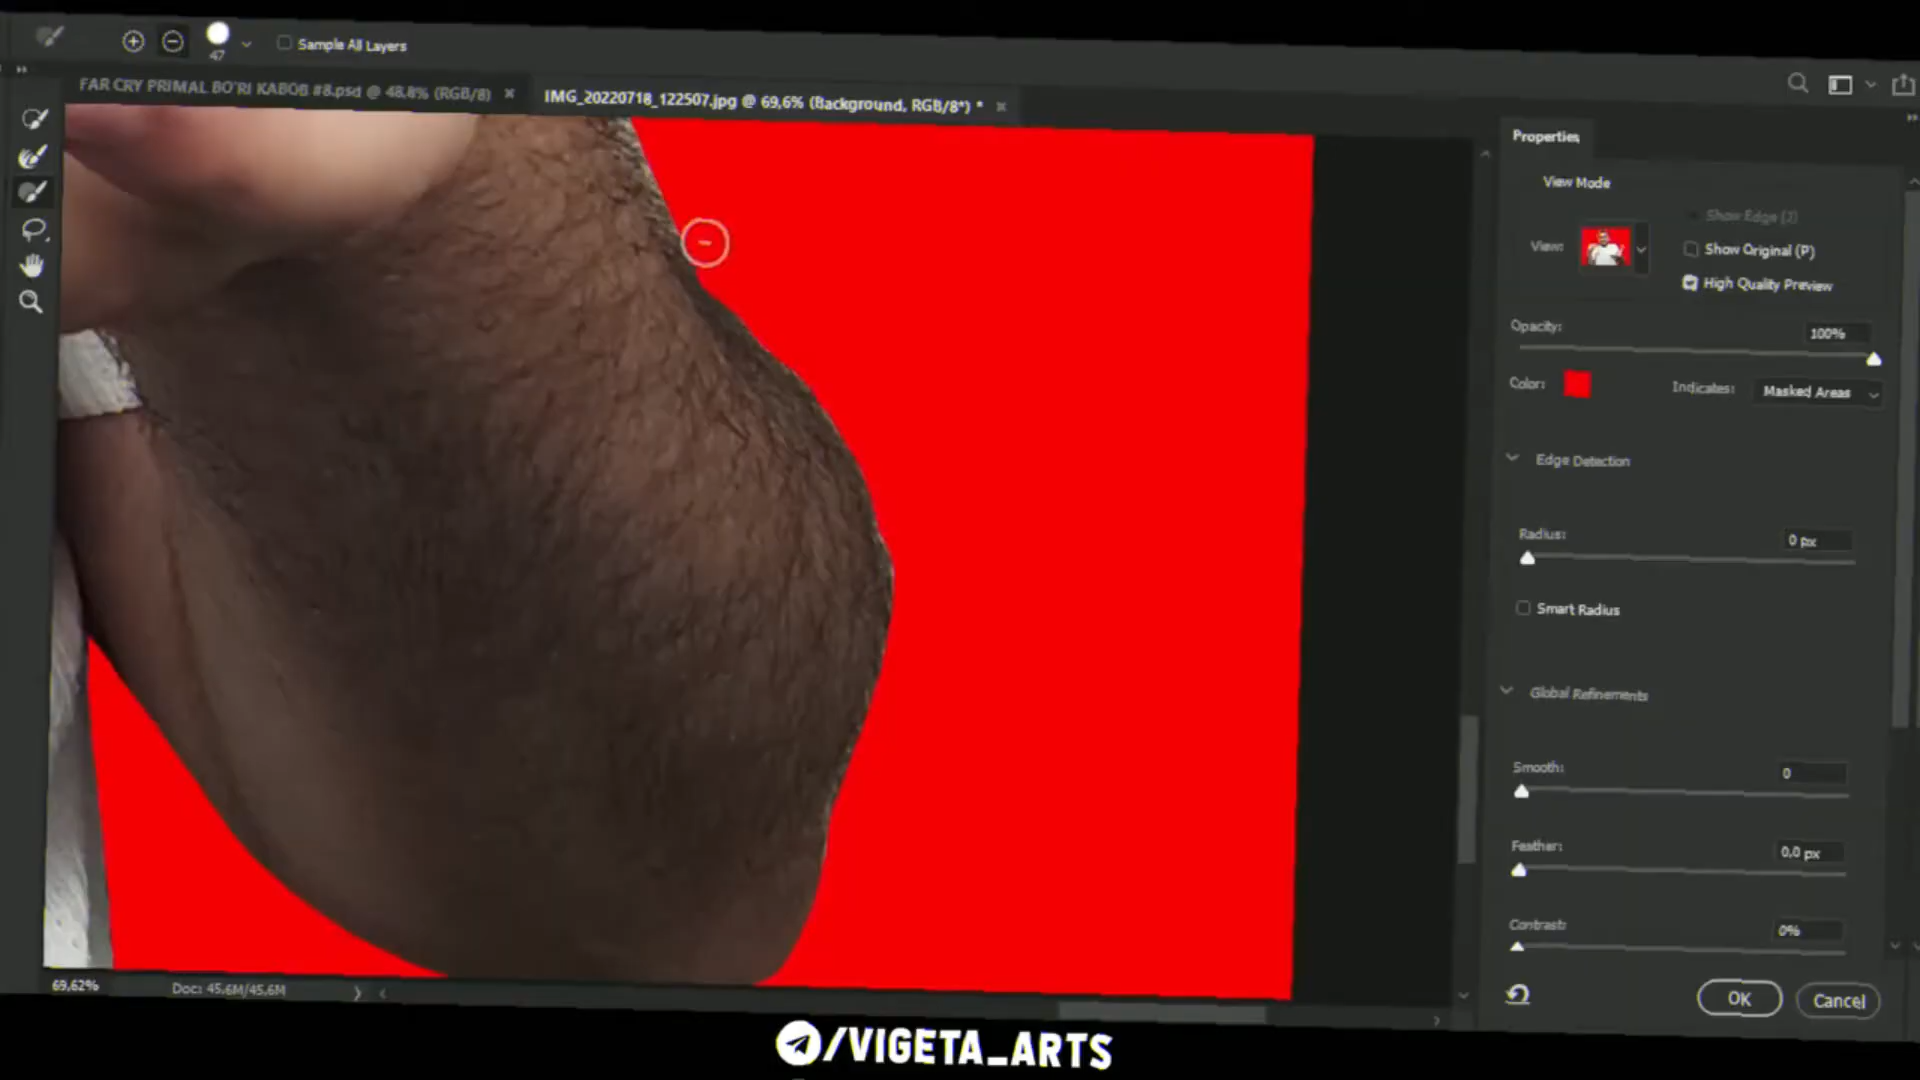 47
Sample All Layers
FAR CRY PRIMAL BO'RI KABOB #8.psd @ 48,8% (RGB/8)
IMG_20220718_122507.jpg @ 69,6% (Background, RGB/8*) *
Properties
View Mode
Show Edge (J)
View:
Show Original (P)
High Quality Preview
Opacity:
100%
Color:
Indicates:
Masked Areas
Edge Detection
Radius:
0 px
Smart Radius
Global Refinements
Smooth:
0
Feather:
0,0 px
Contrast:
0%
69,62%
Doc: 45,6M/45,6M
OK
Cancel
/VIGETA_ARTS